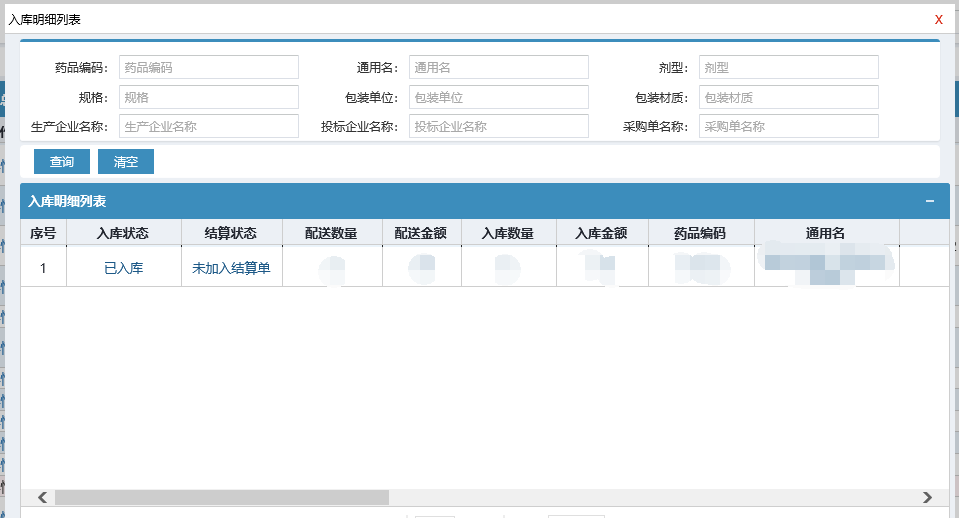 入库明细列表 X
药品编码： 药品编码 通用名： 通用名 剂型： 剂型
规格： 规格 包装单位： 包装单位 包装材质： 包装材质
生产企业名称： 生产企业名称 投标企业名称： 投标企业名称 采购单名称： 采购单名称
查询 清空
入库明细列表
序号 入库状态 结算状态 配送数量 配送金额 入库数量 入库金额 药品编码 通用名
1 已入库 未加入结算单